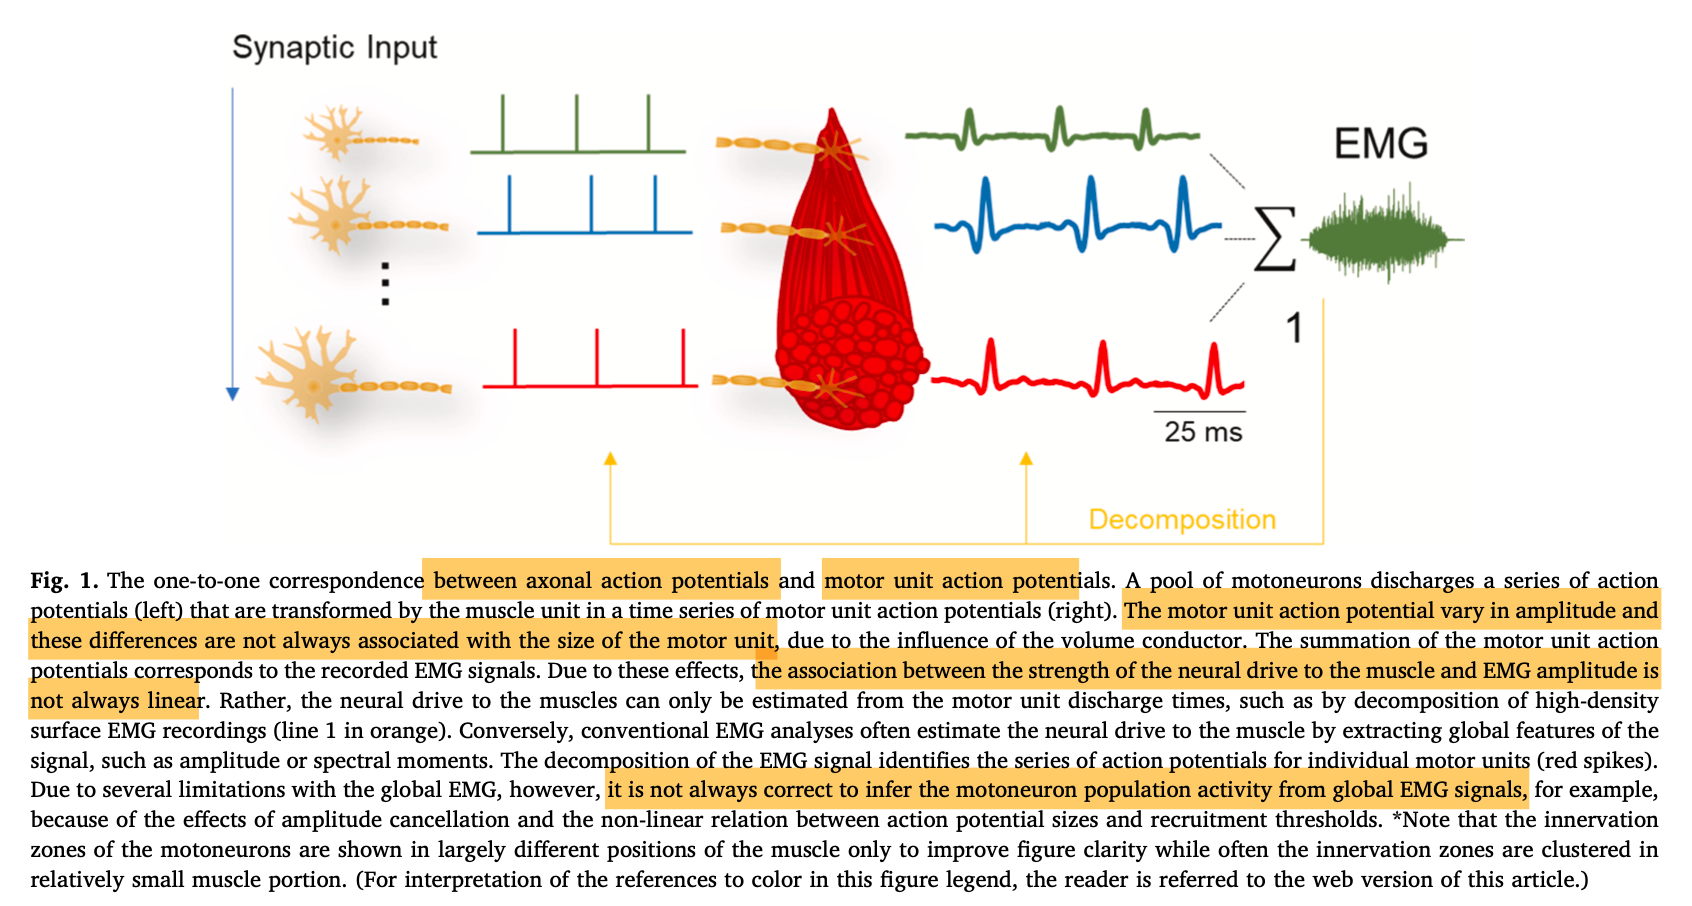 Synaptic Input
EMG
∑
1
25 ms
Decomposition
Fig. 1. The one-to-one correspondence between axonal action potentials and motor unit action potentials. A pool of motoneurons discharges a series of action
potentials (left) that are transformed by the muscle unit in a time series of motor unit action potentials (right). The motor unit action potential vary in amplitude and
these differences are not always associated with the size of the motor unit, due to the influence of the volume conductor. The summation of the motor unit action
potentials corresponds to the recorded EMG signals. Due to these effects, the association between the strength of the neural drive to the muscle and EMG amplitude is
not always linear. Rather, the neural drive to the muscles can only be estimated from the motor unit discharge times, such as by decomposition of high-density
surface EMG recordings (line 1 in orange). Conversely, conventional EMG analyses often estimate the neural drive to the muscle by extracting global features of the
signal, such as amplitude or spectral moments. The decomposition of the EMG signal identifies the series of action potentials for individual motor units (red spikes).
Due to several limitations with the global EMG, however, it is not always correct to infer the motoneuron population activity from global EMG signals, for example,
because of the effects of amplitude cancellation and the non-linear relation between action potential sizes and recruitment thresholds. *Note that the innervation
zones of the motoneurons are shown in largely different positions of the muscle only to improve figure clarity while often the innervation zones are clustered in
relatively small muscle portion. (For interpretation of the references to color in this figure legend, the reader is referred to the web version of this article.)